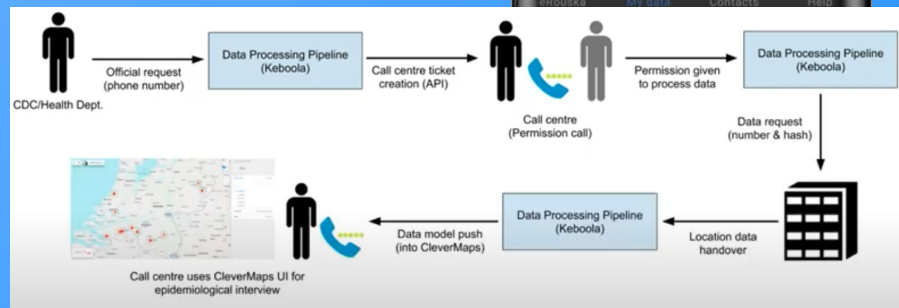 eRouska My data Contacts Help
CDC/Health Dept.
Official request
(phone number)
Data Processing Pipeline
(Keboola)
Call centre ticket
creation (API)
Call centre
(Permission call)
Permission given
to process data
Data Processing Pipeline
(Keboola)
Data request
(number & hash)
Location data
handover
Data Processing Pipeline
(Keboola)
Data model push
(into CleverMaps)
Call centre uses CleverMaps UI for
epidemiological interview